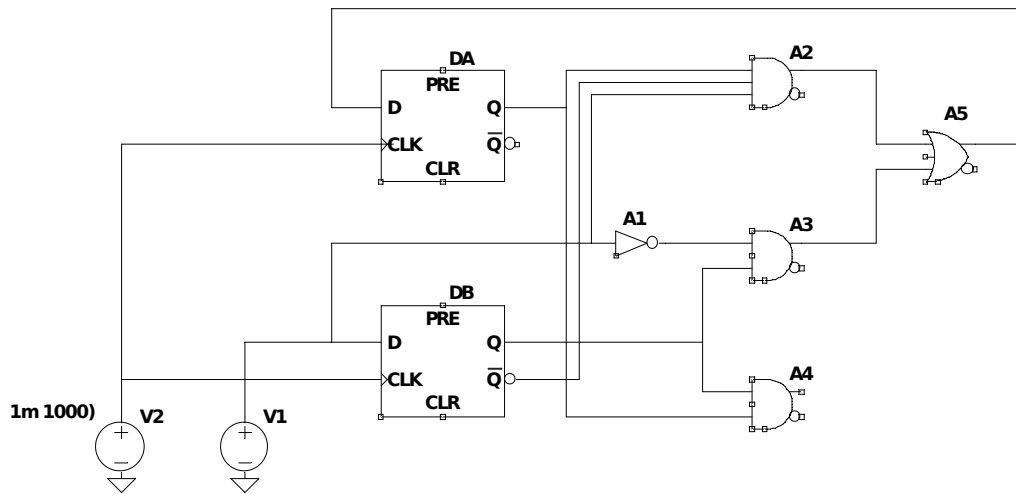 DA
A2
PRE
D
Q
A5
CLK
Q
CLR
A1
A3
DB
PRE
D
Q
A4
CLK
Q
CLR
1m 1000)
V2
V1